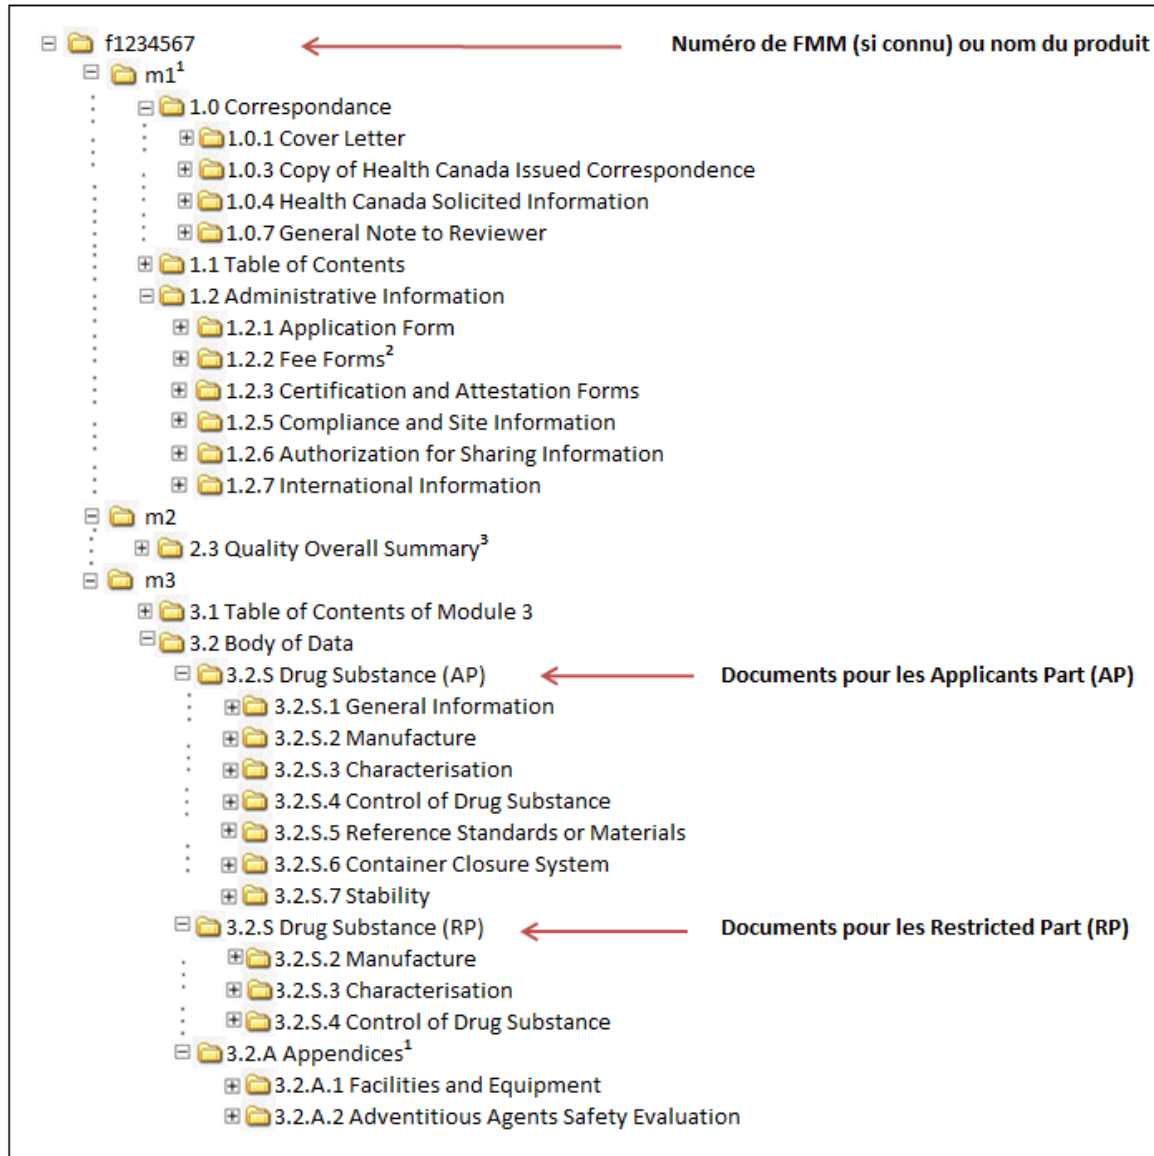 f1234567 Numéro de FMM (si connu) ou nom du produit
m1¹
1.0 Correspondance
1.0.1 Cover Letter
1.0.3 Copy of Health Canada Issued Correspondence
1.0.4 Health Canada Solicited Information
1.0.7 General Note to Reviewer
1.1 Table of Contents
1.2 Administrative Information
1.2.1 Application Form
1.2.2 Fee Forms²
1.2.3 Certification and Attestation Forms
1.2.5 Compliance and Site Information
1.2.6 Authorization for Sharing Information
1.2.7 International Information
m2
2.3 Quality Overall Summary³
m3
3.1 Table of Contents of Module 3
3.2 Body of Data
3.2.S Drug Substance (AP) Documents pour les Applicants Part (AP)
3.2.S.1 General Information
3.2.S.2 Manufacture
3.2.S.3 Characterisation
3.2.S.4 Control of Drug Substance
3.2.S.5 Reference Standards or Materials
3.2.S.6 Container Closure System
3.2.S.7 Stability
3.2.S Drug Substance (RP) Documents pour les Restricted Part (RP)
3.2.S.2 Manufacture
3.2.S.3 Characterisation
3.2.S.4 Control of Drug Substance
3.2.A Appendices¹
3.2.A.1 Facilities and Equipment
3.2.A.2 Adventitious Agents Safety Evaluation